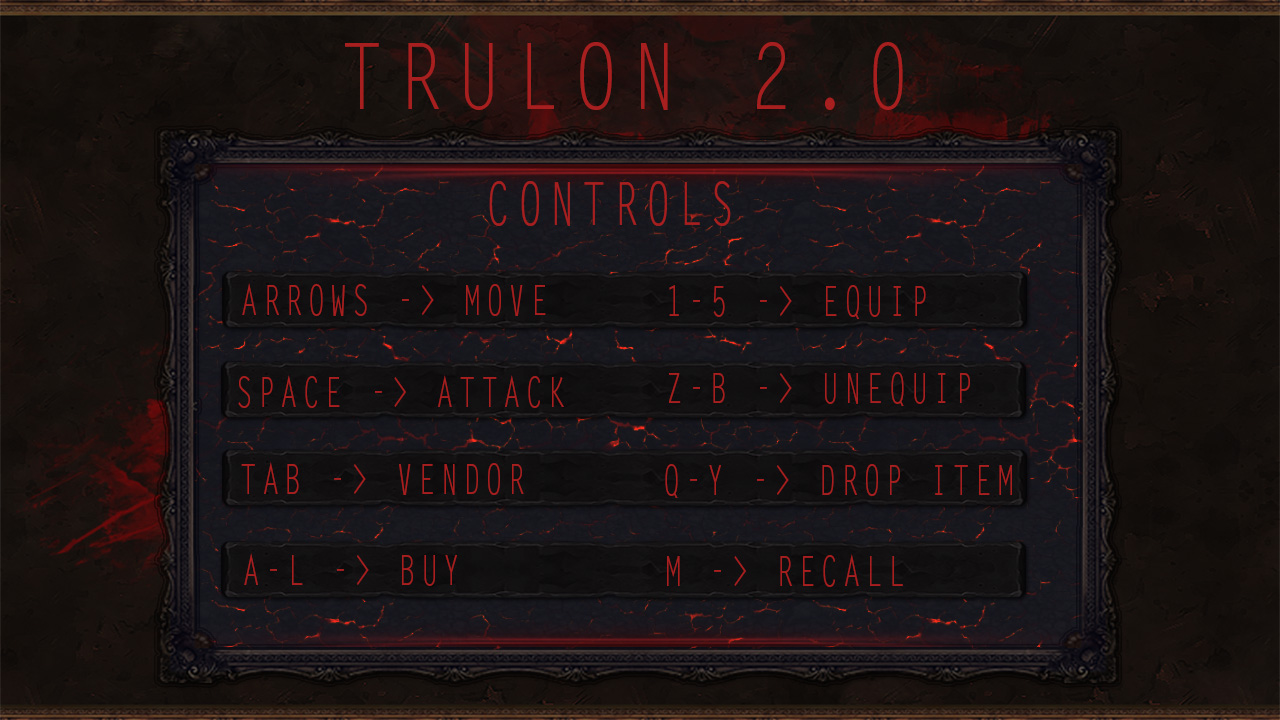 TRULON 2.0
CONTROLS
ARROWS -> MOVE
1-5 -> EQUIP
SPACE -> ATTACK
Z-B -> UNEQUIP
TAB -> VENDOR
Q-Y -> DROP ITEM
A-L -> BUY
M -> RECALL